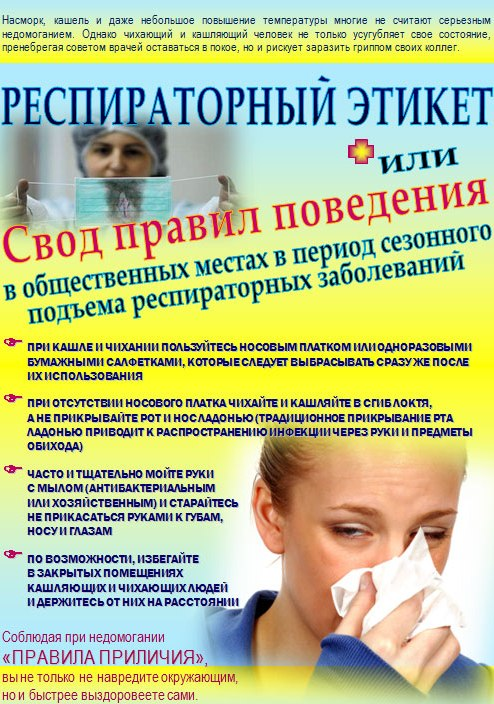 Насморк, кашель и даже небольшое повышение температуры многие не считают серьезным
недомоганием. Однако чихающий и кашляющий человек не только усугубляет свое состояние,
пренебрегая советом врачей оставаться в покое, но и рискует заразить гриппом своих коллег.
РЕСПИРАТОРНЫЙ ЭТИКЕТ
или
Свод правил поведения
в общественных местах в период сезонного
подъема респираторных заболеваний
ПРИ КАШЛЕ И ЧИХАНИИ ПОЛЬЗУЙТЕСЬ НОСОВЫМ ПЛАТКОМ ИЛИ ОДНОРАЗОВЫМИ
БУМАЖНЫМИ САЛФЕТКАМИ, КОТОРЫЕ СЛЕДУЕТ ВЫБРАСЫВАТЬ СРАЗУ ЖЕ ПОСЛЕ
ИХ ИСПОЛЬЗОВАНИЯ
ПРИ ОТСУТСТВИИ НОСОВОГО ПЛАТКА ЧИХАЙТЕ И КАШЛЯЙТЕ В СГИБ ЛОКТЯ,
А НЕ ПРИКРЫВАЙТЕ РОТ И НОС ЛАДОНЬЮ (ТРАДИЦИОННОЕ ПРИКРЫВАНИЕ РТА
ЛАДОНЬЮ ПРИВОДИТ К РАСПРОСТРАНЕНИЮ ИНФЕКЦИИ ЧЕРЕЗ РУКИ И ПРЕДМЕТЫ
ОБИХОДА)
ЧАСТО И ТЩАТЕЛЬНО МОЙТЕ РУКИ
С МЫЛОМ (АНТИБАКТЕРИАЛЬНЫМ
ИЛИ ХОЗЯЙСТВЕННЫМ) И СТАРАЙТЕСЬ
НЕ ПРИКАСАТЬСЯ РУКАМИ К ГУБАМ,
НОСУ И ГЛАЗАМ
ПО ВОЗМОЖНОСТИ, ИЗБЕГАЙТЕ
В ЗАКРЫТЫХ ПОМЕЩЕНИЯХ
КАШЛЯЮЩИХ И ЧИХАЮЩИХ ЛЮДЕЙ
И ДЕРЖИТЕСЬ ОТ НИХ НА РАССТОЯНИИ
Соблюдая при недомогании
«ПРАВИЛА ПРИЛИЧИЯ»,
вы не только не навредите окружающим,
но и быстрее выздоровеете сами.